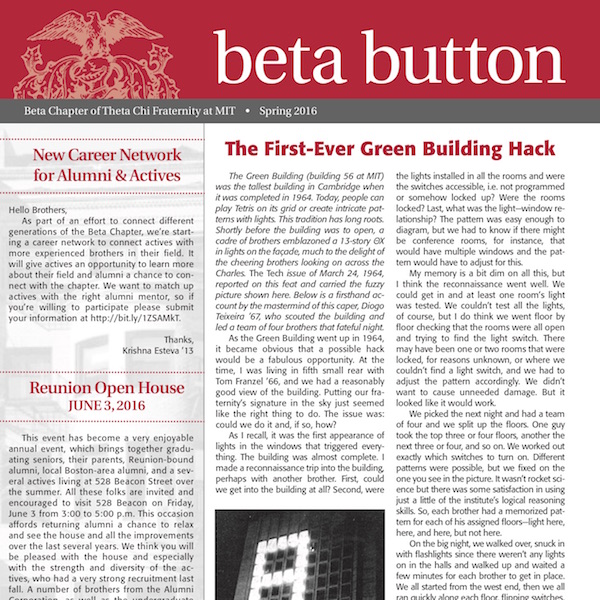 beta button
Beta Chapter of Theta Chi Fraternity at MIT • Spring 2016
New Career Network
for Alumni & Actives
Hello Brothers,
As part of an effort to connect different
generations of the Beta Chapter, we're start-
ing a career network to connect actives with
more experienced brothers in their field. It
will give actives an opportunity to learn more
about their field and alumni a chance to con-
nect with the chapter. We want to match up
actives with the right alumni mentor, so if
you're willing to participate please submit
your information at http://bit.ly/1ZSAMkT.
Thanks,
Krishna Esteva '13
Reunion Open House
JUNE 3, 2016
This event has become a very enjoyable
annual event, which brings together gradu-
ating seniors, their parents, Reunion-bound
alumni, local Boston-area alumni, and a sev-
eral actives living at 528 Beacon Street over
the summer. All these folks are invited and
encouraged to visit 528 Beacon on Friday,
June 3 from 3:00 to 5:00 p.m. This occasion
affords returning alumni a chance to relax
and see the house and all the improvements
over the last several years. We think you will
be pleased with the house and especially
with the strength and diversity of the ac-
tives, who had a very strong recruitment last
fall. A number of brothers from the Alumni
Corporation, as well as the undergraduate
The First-Ever Green Building Hack
The Green Building (building 56 at MIT)
was the tallest building in Cambridge when
it was completed in 1964. Today, people can
play Tetris on its grid or create intricate pat-
terns with lights. This tradition has long roots.
Shortly before the building was to open, a
cadre of brothers emblazoned a 13-story ΘX
in lights on the façade, much to the delight of
the cheering brothers looking on across the
Charles. The Tech issue of March 24, 1964,
reported on this feat and carried the fuzzy
picture shown here. Below is a firsthand ac-
count by the mastermind of this caper, Diogo
Teixeira '67, who scouted the building and
led a team of four brothers that fateful night.
As the Green Building went up in 1964,
it became obvious that a possible hack
would be a fabulous opportunity. At the
time, I was living in fifth small rear with
Tom Franzel '66, and we had a reasonably
good view of the building. Putting our fra-
ternity's signature in the sky just seemed
like the right thing to do. The issue was:
could we do it and, if so, how?
As I recall, it was the first appearance of
lights in the windows that triggered every-
thing. The building was almost complete. I
made a reconnaissance trip into the building,
perhaps with another brother. First, could
we get into the building at all? Second, were
the lights installed in all the rooms and were
the switches accessible, i.e. not programmed
or somehow locked up? Were the rooms
locked? Last, what was the light–window re-
lationship? The pattern was easy enough to
diagram, but we had to know if there might
be conference rooms, for instance, that
would have multiple windows and the pat-
tern would have to adjust for this.
My memory is a bit dim on all this, but
I think the reconnaissance went well. We
could get in and at least one room's light
was tested. We couldn't test all the lights,
of course, but I do think we went floor by
floor checking that the rooms were all open
and trying to find the light switch. There
may have been one or two rooms that were
locked, for reasons unknown, or where we
couldn't find a light switch, and we had to
adjust the pattern accordingly. We didn't
want to cause unneeded damage. But it
looked like it would work.
We picked the next night and had a team
of four and we split up the floors. One guy
took the top three or four floors, another the
next three or four, and so on. We worked out
exactly which switches to turn on. Different
patterns were possible, but we fixed on the
one you see in the picture. It wasn't rocket sci-
ence but there was some satisfaction in using
just a little of the institute's logical reasoning
skills. So, each brother had a memorized pat-
tern for each of his assigned floors—light here,
here, and here, but not here.
On the big night, we walked over, snuck in
with flashlights since there weren't any lights
on in the halls and walked up and waited a
few minutes for each brother to get in place.
We all started from the west end, then we all
ran quickly along each floor, flipping switches,